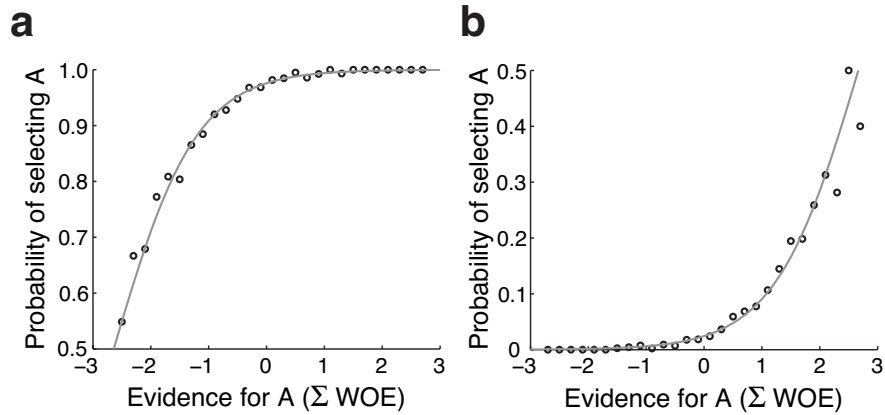 a
Probability of selecting A
1.0
0.9
0.8
0.7
0.6
0.5
−3 −2 −1 0 1 2 3
Evidence for A (Σ WOE)
b
Probability of selecting A
0.5
0.4
0.3
0.2
0.1
0
−3 −2 −1 0 1 2 3
Evidence for A (Σ WOE)